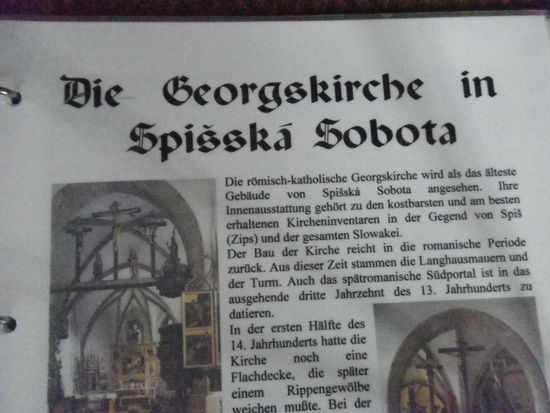 Die Georgskirche in
Spišská Sobota
Die römisch-katholische Georgskirche wird als das älteste
Gebäude von Spišská Sobota angesehen. Ihre
Innenausstattung gehört zu den kostbarsten und am besten
erhaltenen Kircheninventaren in der Gegend von Spiš
(Zips) und der gesamten Slowakei.
Der Bau der Kirche reicht in die romanische Periode
zurück. Aus dieser Zeit stammen die Langhausmauern und
der Turm. Auch das spätromanische Südportal ist in das
ausgehende dritte Jahrzehnt des 13. Jahrhunderts zu
datieren.
In der ersten Hälfte des
14. Jahrhunderts hatte die
Kirche noch eine
Flachdecke, die später
einem Rippengewölbe
weichen mußte. Bei der